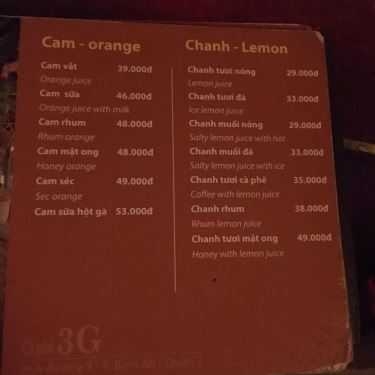 Cam - orange
Cam vắt 39.000đ
Orange juice
Cam sữa 46.000đ
Orange juice with milk
Cam rhum 48.000đ
Rhum orange
Cam mật ong 48.000đ
Honey orange
Cam séc 49.000đ
Sec orange
Cam sữa hột gà 53.000đ
Chanh - Lemon
Chanh tươi nóng 29.000đ
Lemon juice
Chanh tươi đá 33.000đ
Ice lemon juice
Chanh muối nóng 29.000đ
Salty lemon juice with hot
Chanh muối đá 33.000đ
Salty lemon juice with ice
Chanh tươi cà phê 35.000đ
Coffee with lemon juice
Chanh rhum 38.000đ
Rhum lemon juice
Chanh tươi mật ong 49.000đ
Honey with lemon juice
3G